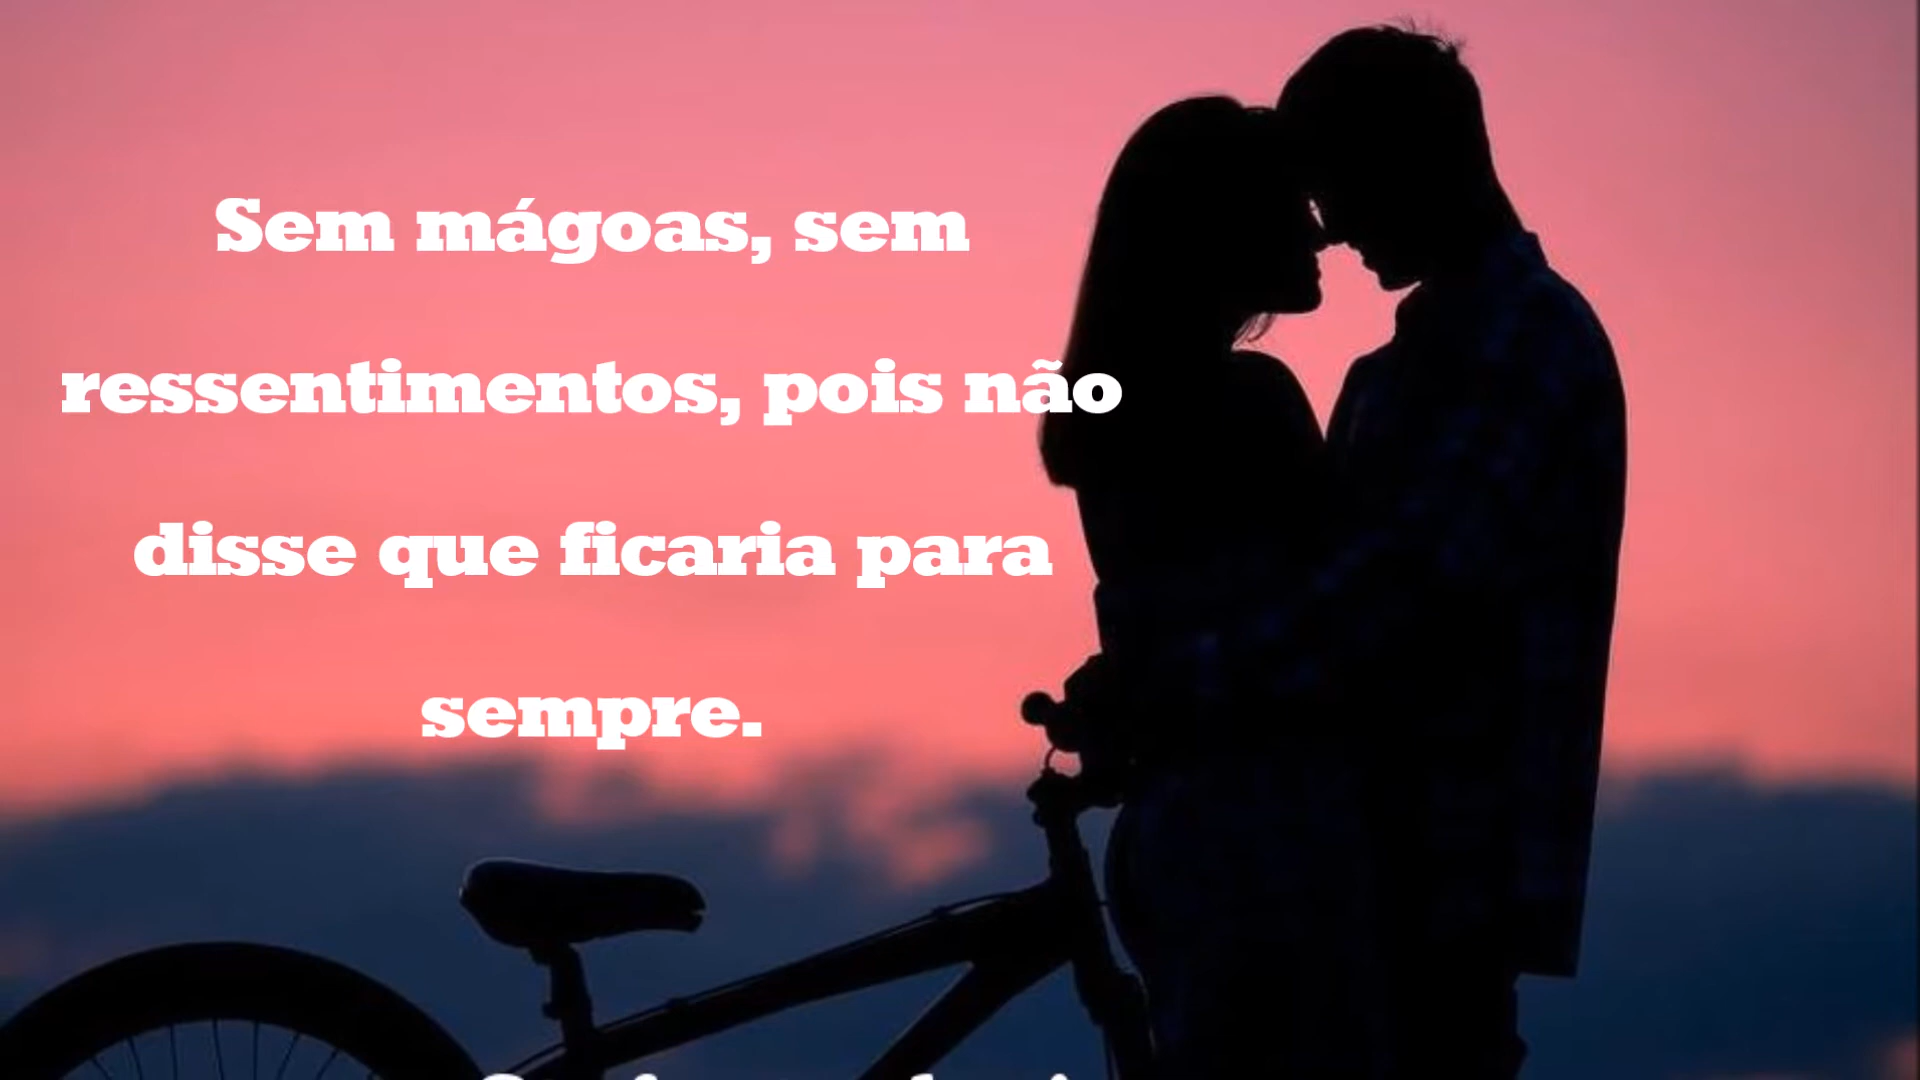 Sem mágoas, sem
ressentimentos, pois não
disse que ficaria para
sempre.